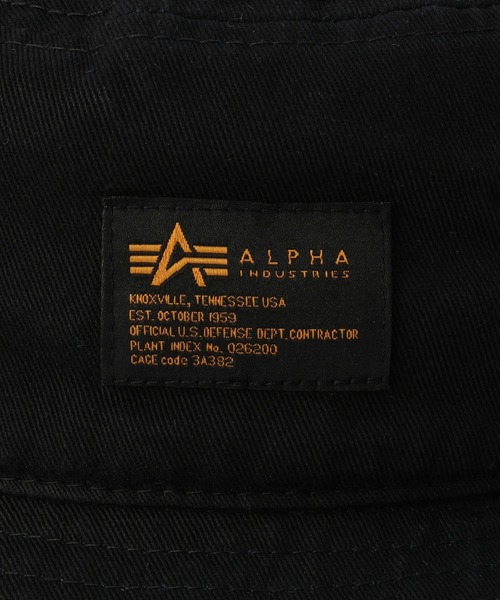 ALPHA
INDUSTRIES
KNOXVILLE, TENNESSEE USA
EST. OCTOBER 1959
OFFICIAL U.S. DEFENSE DEPT. CONTRACTOR
PLANT INDEX No. 026200
CAGE code 3A382